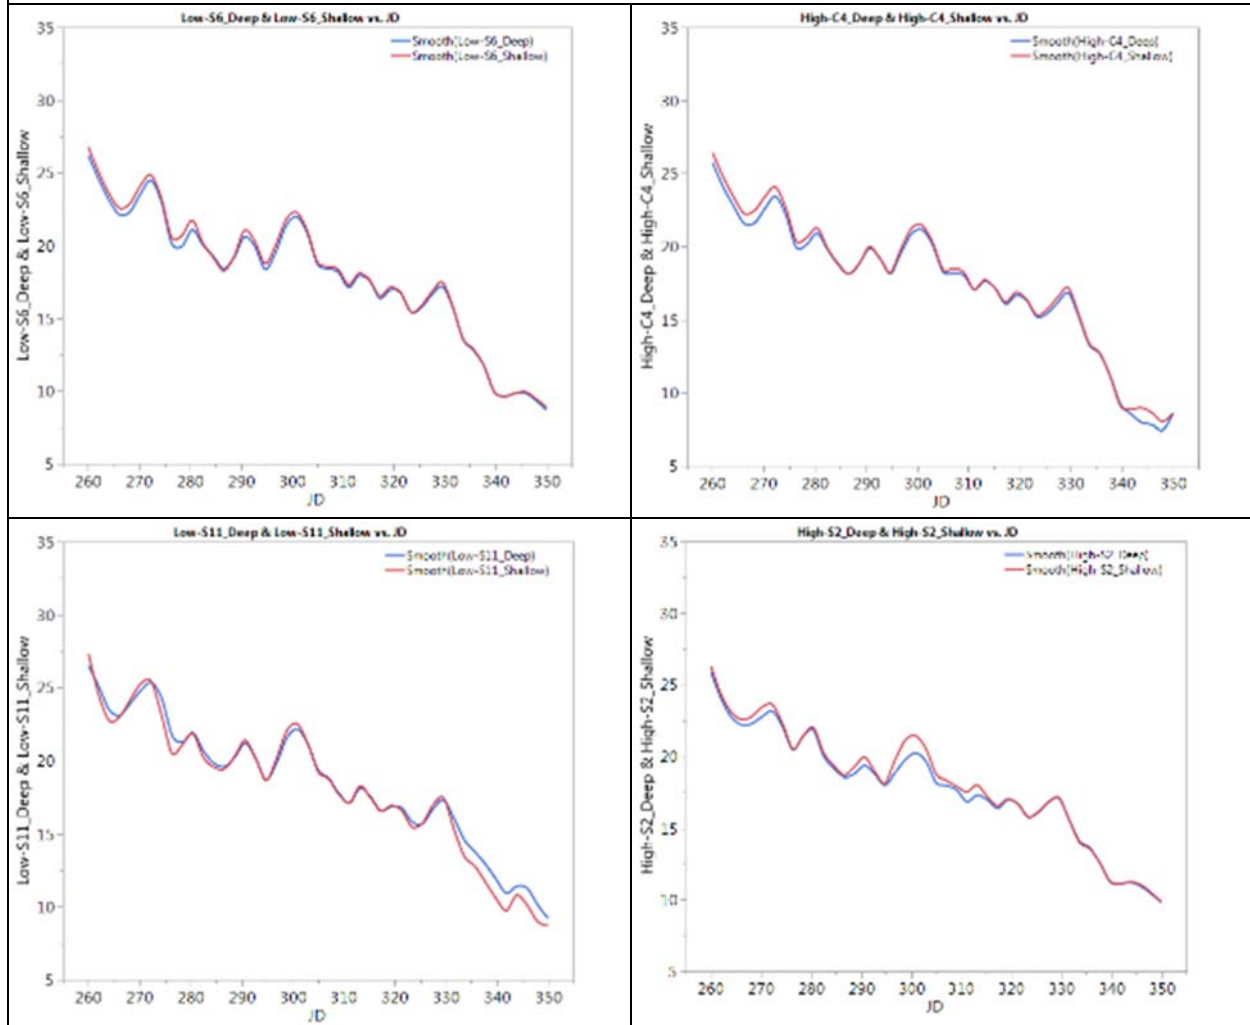 Low-S6_Deep & Low-S6_Shallow vs. JD
Smooth(Low-S6_Deep)
Smooth(Low-S6_Shallow)
Low-S6_Deep & Low-S6_Shallow
35
30
25
20
15
10
5
260 270 280 290 300 310 320 330 340 350
JD
High-C4_Deep & High-C4_Shallow vs. JD
Smooth(High-C4_Deep)
Smooth(High-C4_Shallow)
High-C4_Deep & High-C4_Shallow
35
30
25
20
15
10
5
260 270 280 290 300 310 320 330 340 350
JD
Low-S11_Deep & Low-S11_Shallow vs. JD
Smooth(Low-S11_Deep)
Smooth(Low-S11_Shallow)
Low-S11_Deep & Low-S11_Shallow
35
30
25
20
15
10
5
260 270 280 290 300 310 320 330 340 350
JD
High-S2_Deep & High-S2_Shallow vs. JD
Smooth(High-S2_Deep)
Smooth(High-S2_Shallow)
High-S2_Deep & High-S2_Shallow
35
30
25
20
15
10
5
260 270 280 290 300 310 320 330 340 350
JD